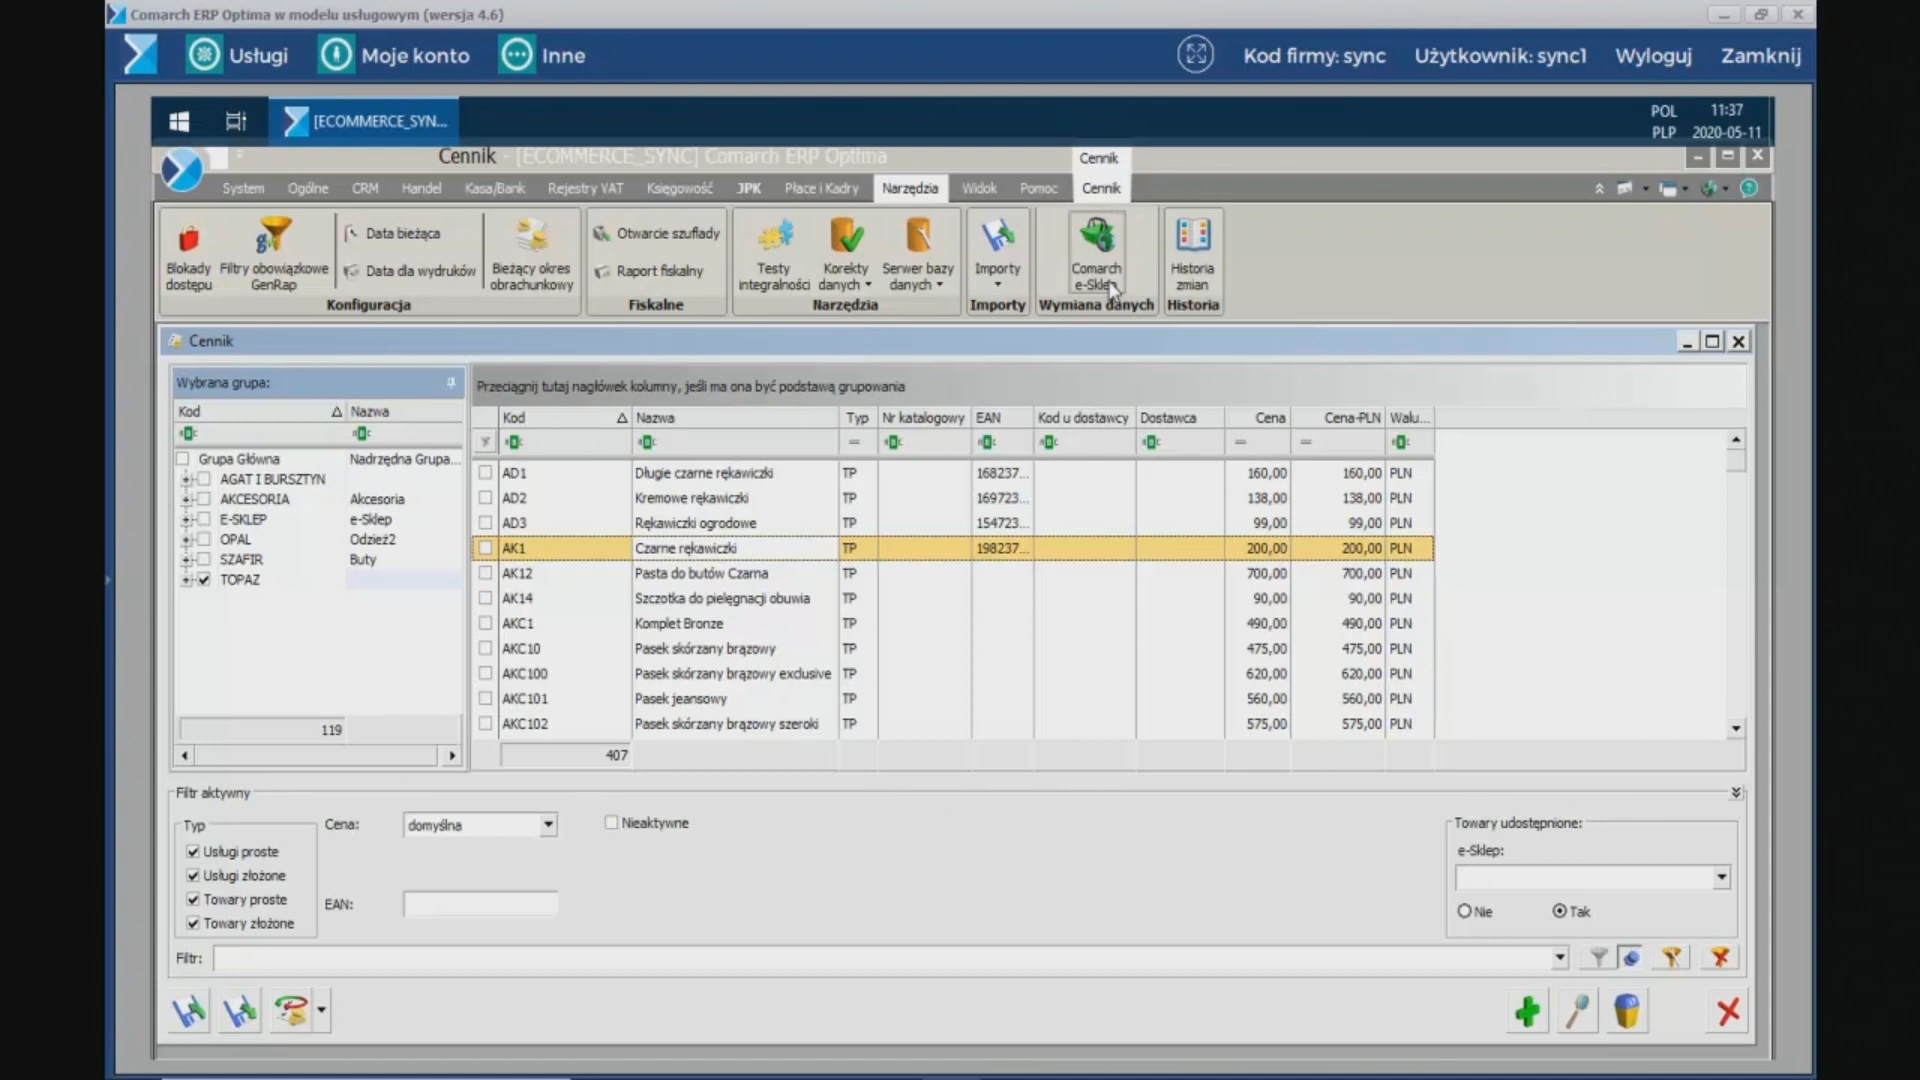 Comarch ERP Optima w modelu usługowym (wersja 4.6)
Usługi Moje konto Inne Kod firmy: sync Użytkownik: sync1 Wyloguj Zamknij
[ECOMMERCE_SYN... POL 11:37
PLP 2020-05-11
Cennik - [ECOMMERCE_SYNC] Comarch ERP Optima Cennik
System Ogólne CRM Handel Kasa/Bank Rejestry VAT Księgowość JPK Płace i Kadry Narzędzia Widok Pomoc Cennik
Blokady dostępu
Filtry obowiązkowe GenRap
Data bieżąca
Data dla wydruków
Bieżący okres obrachunkowy
Konfiguracja
Otwarcie szuflady
Raport fiskalny
Fiskalne
Testy integralności
Korekty danych
Serwer bazy danych
Narzędzia
Importy
Importy
Comarch e-Sklep
Wymiana danych
Historia zmian
Historia
Cennik
Wybrana grupa:
Kod Nazwa
Grupa Główna Nadrzędna Grupa...
AGAT I BURSZTYN
AKCESORIA Akcesoria
E-SKLEP e-Sklep
OPAL Odzież2
SZAFIR Buty
TOPAZ
119
Przeciągnij tutaj nagłówek kolumny, jeśli ma ona być podstawą grupowania
Kod Nazwa Typ Nr katalogowy EAN Kod u dostawcy Dostawca Cena Cena-PLN Walu...
AD1 Długie czarne rękawiczki TP 168237... 160,00 160,00 PLN
AD2 Kremowe rękawiczki TP 169723... 138,00 138,00 PLN
AD3 Rękawiczki ogrodowe TP 154723... 99,00 99,00 PLN
AK1 Czarne rękawiczki TP 198237... 200,00 200,00 PLN
AK12 Pasta do butów Czarna TP 700,00 700,00 PLN
AK14 Szczotka do pielęgnacji obuwia TP 90,00 90,00 PLN
AKC1 Komplet Bronze TP 490,00 490,00 PLN
AKC10 Pasek skórzany brązowy TP 475,00 475,00 PLN
AKC100 Pasek skórzany brązowy exclusive TP 620,00 620,00 PLN
AKC101 Pasek jeansowy TP 560,00 560,00 PLN
AKC102 Pasek skórzany brązowy szeroki TP 575,00 575,00 PLN
407
Filtr aktywny
Typ
Usługi proste
Usługi złożone
Towary proste
Towary złożone
Cena: domyślna
Nieaktywne
EAN:
Towary udostępnione:
e-Sklep:
Nie Tak
Filtr: